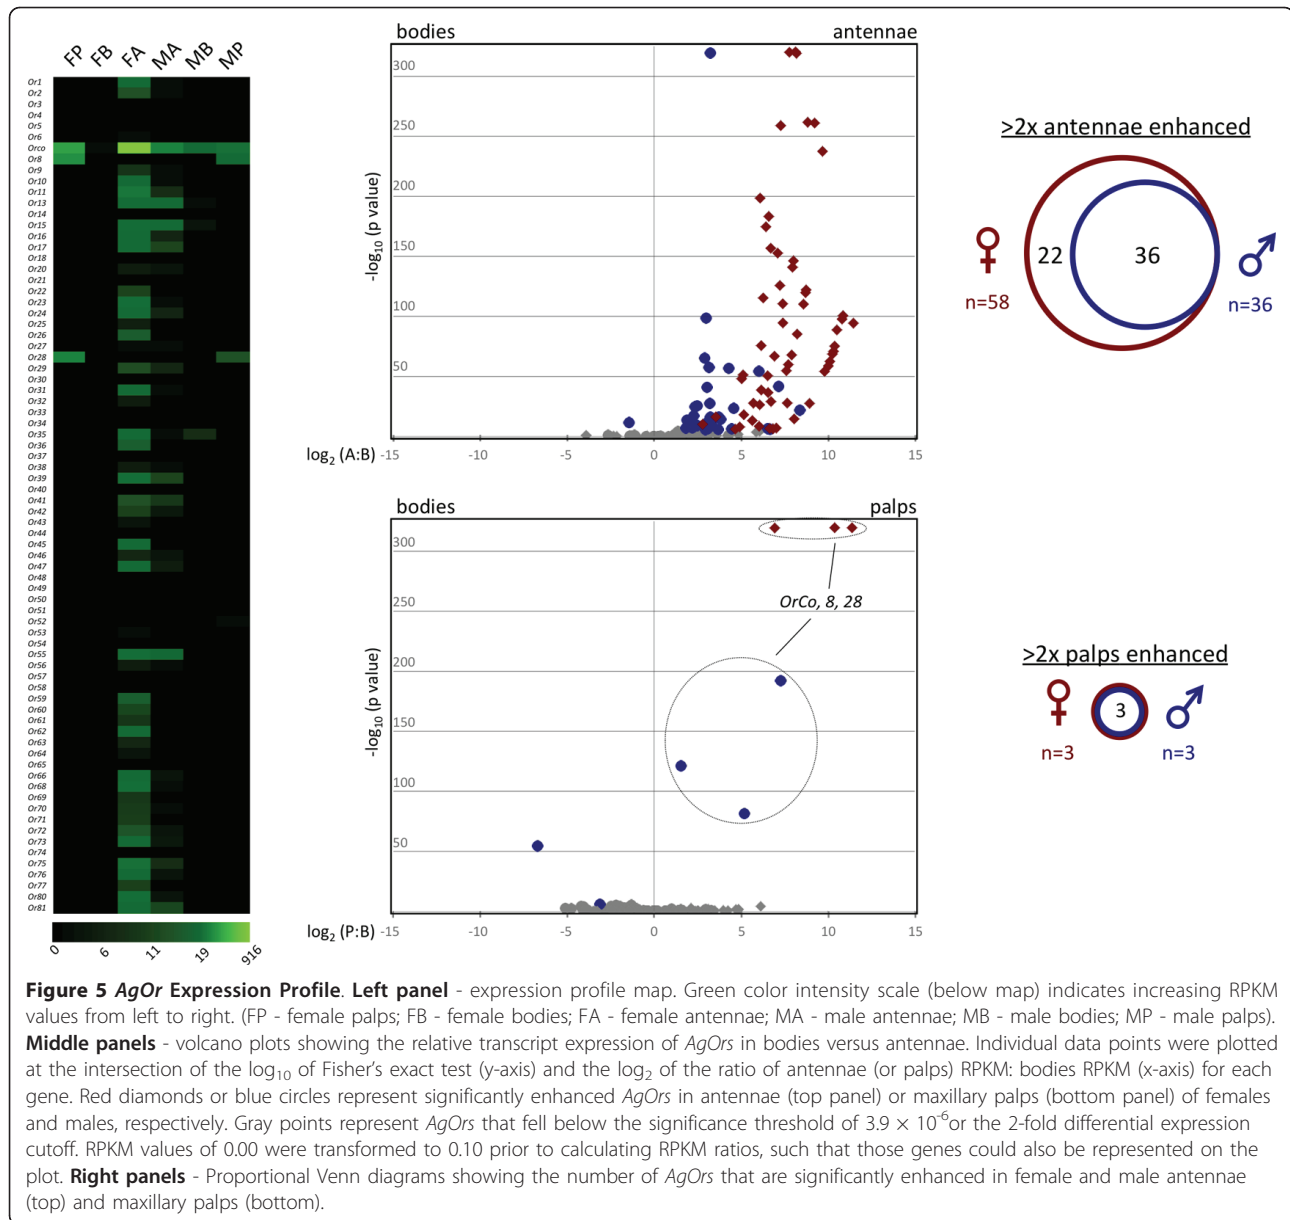 FP FB FA MA MB MP
Or1
Or2
Or3
Or4
Or5
Or6
Orco
Or8
Or9
Or10
Or11
Or13
Or14
Or15
Or16
Or17
Or18
Or20
Or21
Or22
Or23
Or24
Or25
Or26
Or27
Or28
Or29
Or30
Or31
Or32
Or33
Or34
Or35
Or36
Or37
Or38
Or39
Or40
Or41
Or42
Or43
Or44
Or45
Or46
Or47
Or48
Or49
Or50
Or51
Or52
Or53
Or54
Or55
Or56
Or57
Or58
Or59
Or60
Or61
Or62
Or63
Or64
Or65
Or66
Or68
Or69
Or70
Or71
Or72
Or73
Or74
Or75
Or76
Or77
Or80
Or81
0 6 11 19 916
bodies antennae
300
250
200
150
100
50
-log₁₀ (p value)
log₂ (A:B) -15 -10 -5 0 5 10 15
bodies palps
300
250
200
150
100
50
-log₁₀ (p value)
OrCo, 8, 28
log₂ (P:B) -15 -10 -5 0 5 10 15
>2x antennae enhanced
♀ 22 36 ♂
n=58 n=36
>2x palps enhanced
♀ 3 ♂
n=3 n=3
Figure 5 AgOr Expression Profile. Left panel - expression profile map. Green color intensity scale (below map) indicates increasing RPKM
values from left to right. (FP - female palps; FB - female bodies; FA - female antennae; MA - male antennae; MB - male bodies; MP - male palps).
Middle panels - volcano plots showing the relative transcript expression of AgOrs in bodies versus antennae. Individual data points were plotted
at the intersection of the log₁₀ of Fisher's exact test (y-axis) and the log₂ of the ratio of antennae (or palps) RPKM: bodies RPKM (x-axis) for each
gene. Red diamonds or blue circles represent significantly enhanced AgOrs in antennae (top panel) or maxillary palps (bottom panel) of females
and males, respectively. Gray points represent AgOrs that fell below the significance threshold of 3.9 × 10⁻⁶or the 2-fold differential expression
cutoff. RPKM values of 0.00 were transformed to 0.10 prior to calculating RPKM ratios, such that those genes could also be represented on the
plot. Right panels - Proportional Venn diagrams showing the number of AgOrs that are significantly enhanced in female and male antennae
(top) and maxillary palps (bottom).